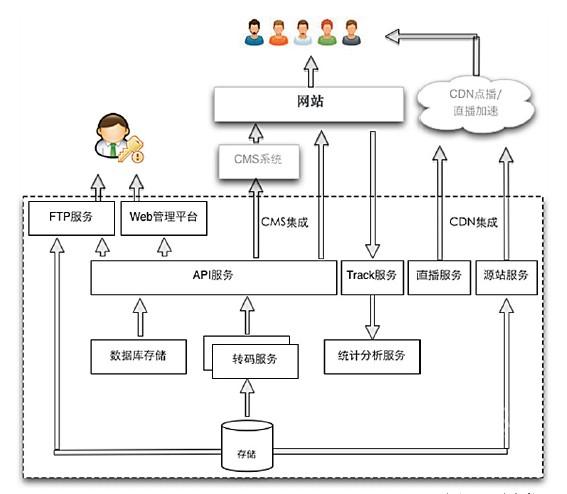 网站
CDN点播/
直播加速
CMS系统
FTP服务
Web管理平台
CMS集成
CDN集成
API服务
Track服务
直播服务
源站服务
数据库存储
转码服务
统计分析服务
存储